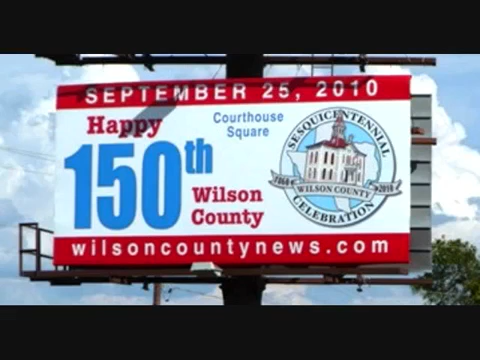 SEPTEMBER 25, 2010
Happy
Courthouse
Square
150th
Wilson
County
SESQUICENTENNIAL
1860 WILSON COUNTY 2010
CELEBRATION
wilsoncountynews.com